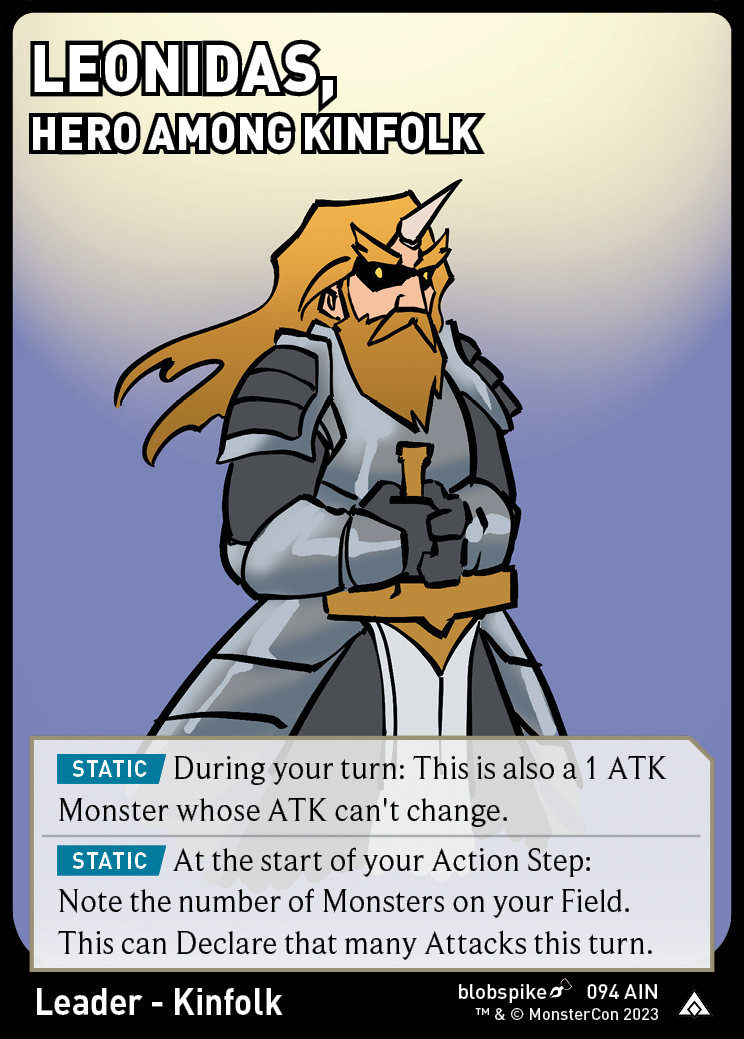 LEONIDAS,
HERO AMONG KINFOLK
STATIC During your turn: This is also a 1 ATK
Monster whose ATK can't change.
STATIC At the start of your Action Step:
Note the number of Monsters on your Field.
This can Declare that many Attacks this turn.
Leader - Kinfolk
blobspike 094 AIN
™ & © MonsterCon 2023